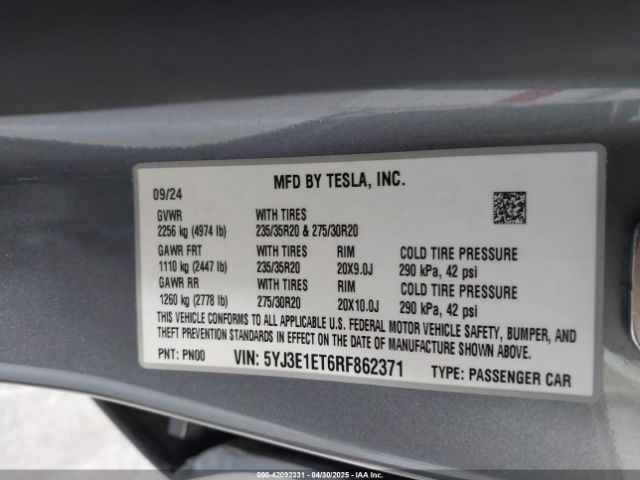 MFD BY TESLA, INC.
09/24
GVWR WITH TIRES
2256 kg (4974 lb) 235/35R20 & 275/30R20
GAWR FRT WITH TIRES RIM COLD TIRE PRESSURE
1110 kg (2447 lb) 235/35R20 20X9.0J 290 kPa, 42 psi
GAWR RR WITH TIRES RIM COLD TIRE PRESSURE
1260 kg (2778 lb) 275/30R20 20X10.0J 290 kPa, 42 psi
THIS VEHICLE CONFORMS TO ALL APPLICABLE U.S. FEDERAL MOTOR VEHICLE SAFETY, BUMPER, AND
THEFT PREVENTION STANDARDS IN EFFECT ON THE DATE OF MANUFACTURE SHOWN ABOVE.
PNT: PN00 VIN: 5YJ3E1ET6RF862371 TYPE: PASSENGER CAR
000-42092331 - 04/30/2025 - IAA Inc.